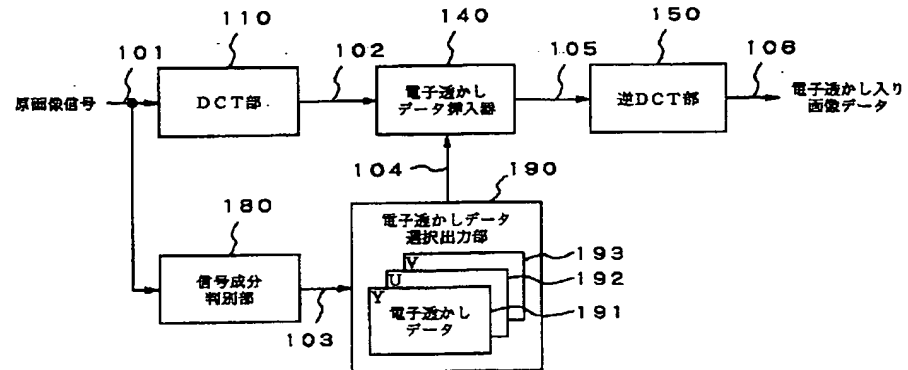 110
140
150
101
102
105
106
原画像信号
DCT部
電子透かし
データ挿入器
逆DCT部
電子透かし入り
画像データ
104
190
180
電子透かしデータ
選択出力部
193
V
192
U
信号成分
判別部
Y
電子透かし
データ
191
103